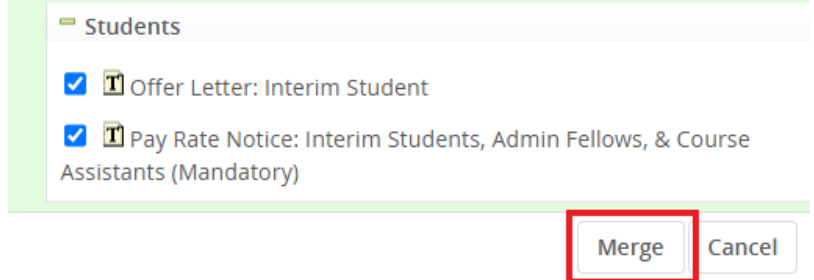 Students
Offer Letter: Interim Student
Pay Rate Notice: Interim Students, Admin Fellows, & Course
Assistants (Mandatory)
Merge Cancel